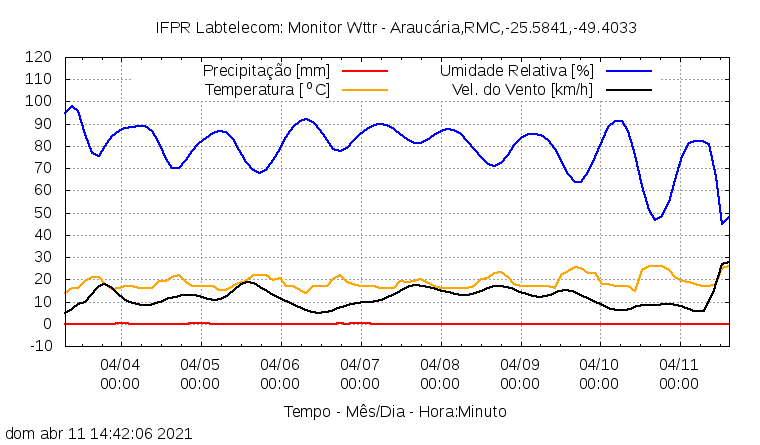 IFPR Labtelecom: Monitor Wttr - Araucária,RMC,-25.5841,-49.4033
Precipitação [mm]
Temperatura [⁰C]
Umidade Relativa [%]
Vel. do Vento [km/h]
120
110
100
90
80
70
60
50
40
30
20
10
0
-10
04/04 04/05 04/06 04/07 04/08 04/09 04/10 04/11
00:00 00:00 00:00 00:00 00:00 00:00 00:00 00:00
Tempo - Mês/Dia - Hora:Minuto
dom abr 11 14:42:06 2021